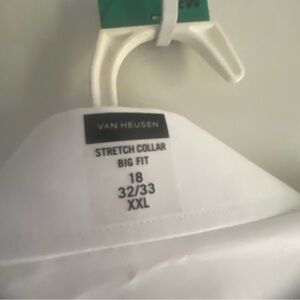 VAN HEUSEN
STRETCH COLLAR
BIG FIT
18
32/33
XXL